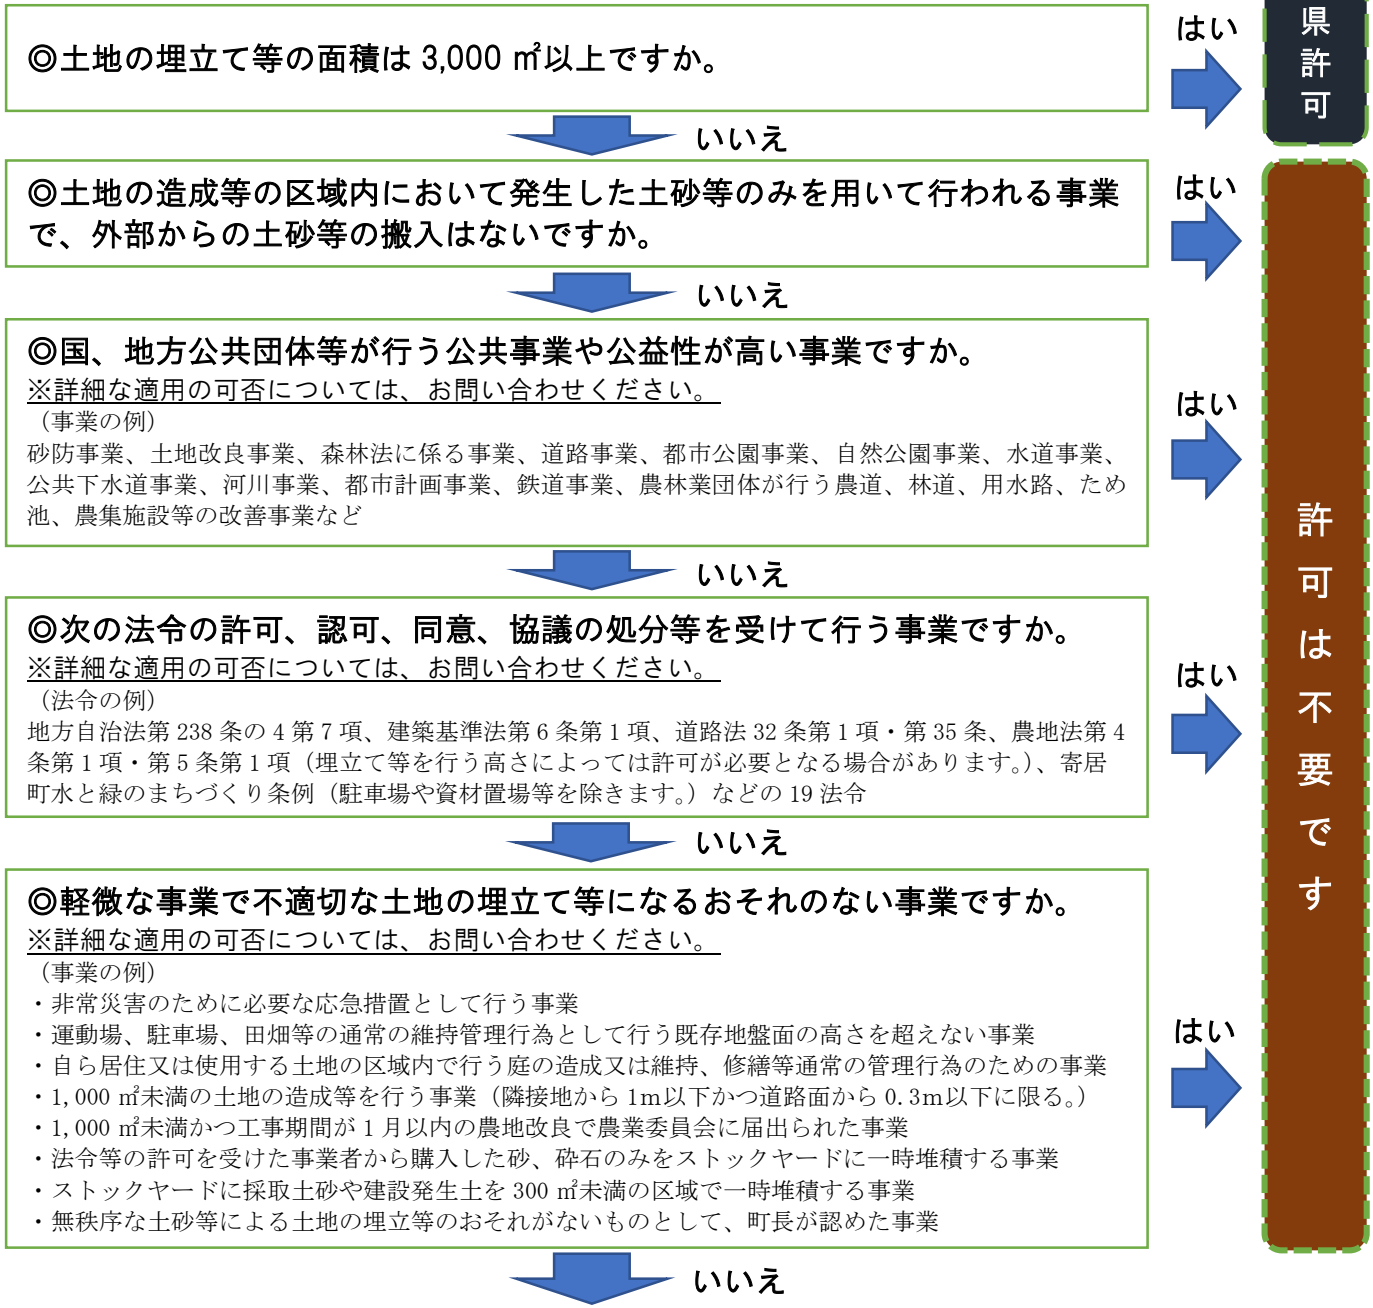 ◎土地の埋立て等の面積は 3,000 ㎡以上ですか。
はい
県許可
いいえ
◎土地の造成等の区域内において発生した土砂等のみを用いて行われる事業
で、外部からの土砂等の搬入はないですか。
はい
いいえ
◎国、地方公共団体等が行う公共事業や公益性が高い事業ですか。
※詳細な適用の可否については、お問い合わせください。
（事業の例）
砂防事業、土地改良事業、森林法に係る事業、道路事業、都市公園事業、自然公園事業、水道事業、
公共下水道事業、河川事業、都市計画事業、鉄道事業、農林業団体が行う農道、林道、用水路、ため
池、農集施設等の改善事業など
はい
いいえ
◎次の法令の許可、認可、同意、協議の処分等を受けて行う事業ですか。
※詳細な適用の可否については、お問い合わせください。
（法令の例）
地方自治法第 238 条の 4 第 7 項、建築基準法第 6 条第 1 項、道路法 32 条第 1 項・第 35 条、農地法第 4
条第 1 項・第 5 条第 1 項（埋立て等を行う高さによっては許可が必要となる場合があります。）、寄居
町水と緑のまちづくり条例（駐車場や資材置場等を除きます。）などの 19 法令
はい
いいえ
◎軽微な事業で不適切な土地の埋立て等になるおそれのない事業ですか。
※詳細な適用の可否については、お問い合わせください。
（事業の例）
・非常災害のために必要な応急措置として行う事業
・運動場、駐車場、田畑等の通常の維持管理行為として行う既存地盤面の高さを超えない事業
・自ら居住又は使用する土地の区域内で行う庭の造成又は維持、修繕等通常の管理行為のための事業
・1,000 ㎡未満の土地の造成等を行う事業（隣接地から 1ｍ以下かつ道路面から 0.3ｍ以下に限る。）
・1,000 ㎡未満かつ工事期間が 1 月以内の農地改良で農業委員会に届出られた事業
・法令等の許可を受けた事業者から購入した砂、砕石のみをストックヤードに一時堆積する事業
・ストックヤードに採取土砂や建設発生土を 300 ㎡未満の区域で一時堆積する事業
・無秩序な土砂等による土地の埋立等のおそれがないものとして、町長が認めた事業
はい
いいえ
許可は不要です